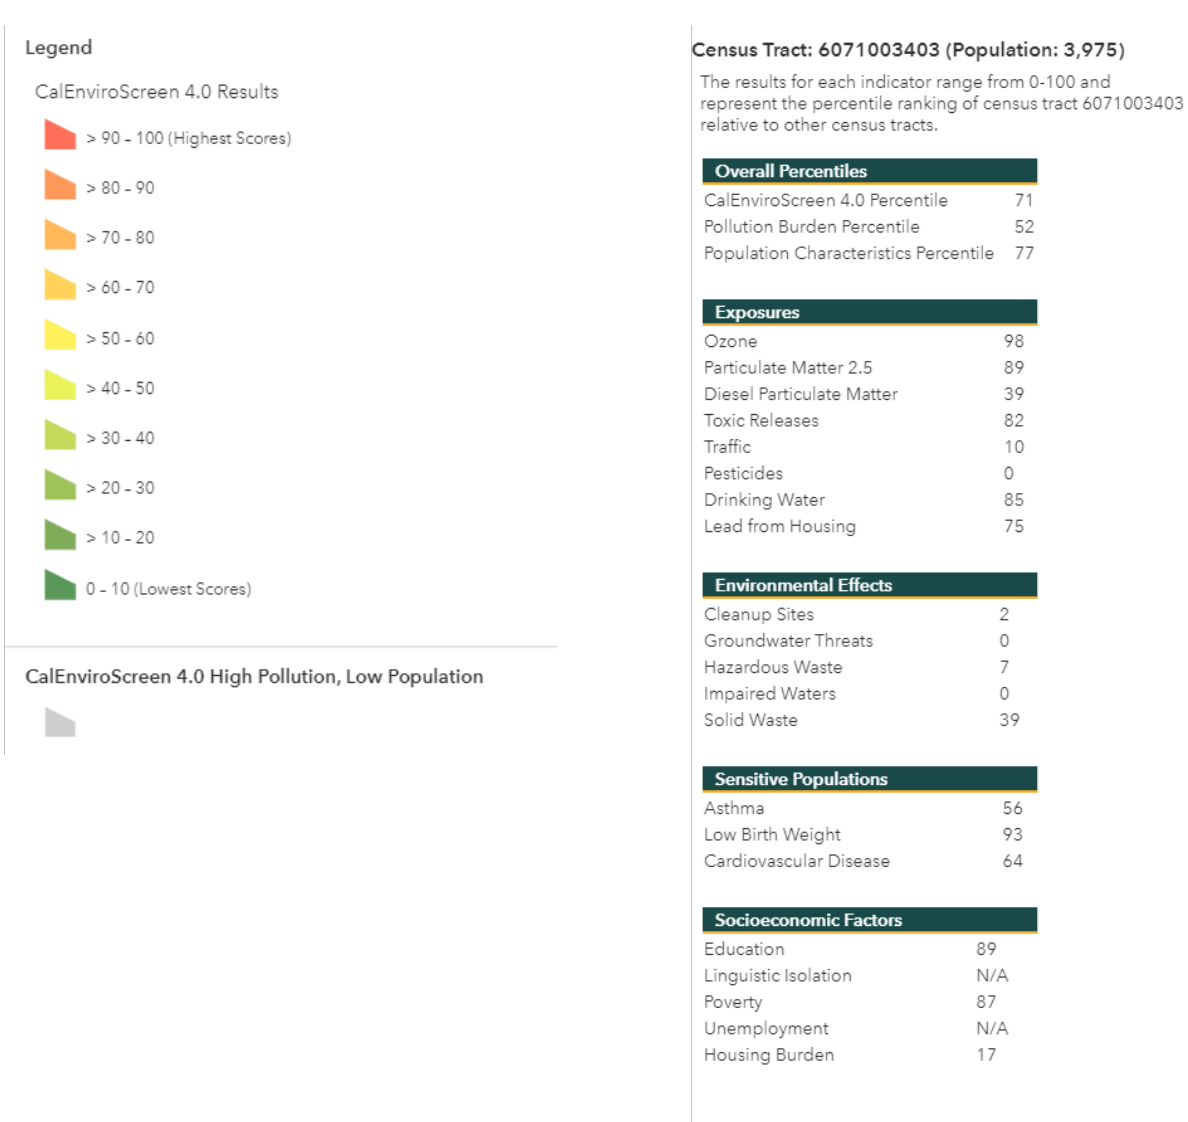 Legend
CalEnviroScreen 4.0 Results
> 90 - 100 (Highest Scores)
> 80 - 90
> 70 - 80
> 60 - 70
> 50 - 60
> 40 - 50
> 30 - 40
> 20 - 30
> 10 - 20
0 - 10 (Lowest Scores)
CalEnviroScreen 4.0 High Pollution, Low Population
Census Tract: 6071003403 (Population: 3,975)
The results for each indicator range from 0-100 and
represent the percentile ranking of census tract 6071003403
relative to other census tracts.
Overall Percentiles
CalEnviroScreen 4.0 Percentile 71
Pollution Burden Percentile 52
Population Characteristics Percentile 77
Exposures
Ozone 98
Particulate Matter 2.5 89
Diesel Particulate Matter 39
Toxic Releases 82
Traffic 10
Pesticides 0
Drinking Water 85
Lead from Housing 75
Environmental Effects
Cleanup Sites 2
Groundwater Threats 0
Hazardous Waste 7
Impaired Waters 0
Solid Waste 39
Sensitive Populations
Asthma 56
Low Birth Weight 93
Cardiovascular Disease 64
Socioeconomic Factors
Education 89
Linguistic Isolation N/A
Poverty 87
Unemployment N/A
Housing Burden 17